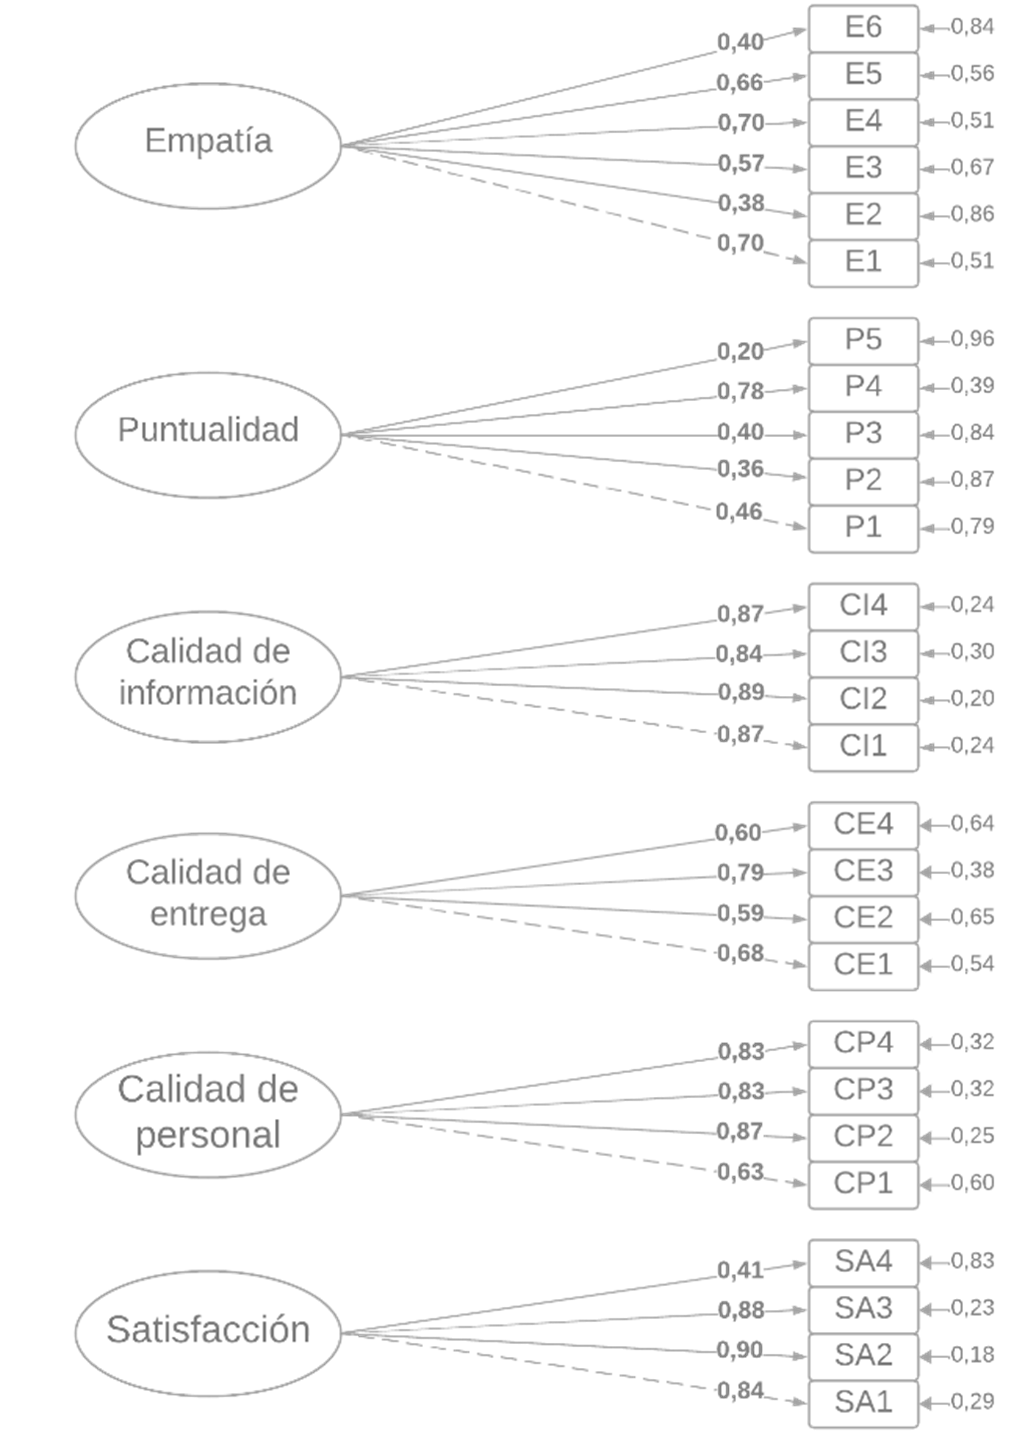 Empatía
0,40 E6 0,84
0,66 E5 0,56
0,70 E4 0,51
0,57 E3 0,67
0,38 E2 0,86
0,70 E1 0,51
Puntualidad
0,20 P5 0,96
0,78 P4 0,39
0,40 P3 0,84
0,36 P2 0,87
0,46 P1 0,79
Calidad de
información
0,87 CI4 0,24
0,84 CI3 0,30
0,89 CI2 0,20
0,87 CI1 0,24
Calidad de
entrega
0,60 CE4 0,64
0,79 CE3 0,38
0,59 CE2 0,65
0,68 CE1 0,54
Calidad de
personal
0,83 CP4 0,32
0,83 CP3 0,32
0,87 CP2 0,25
0,63 CP1 0,60
Satisfacción
0,41 SA4 0,83
0,88 SA3 0,23
0,90 SA2 0,18
0,84 SA1 0,29